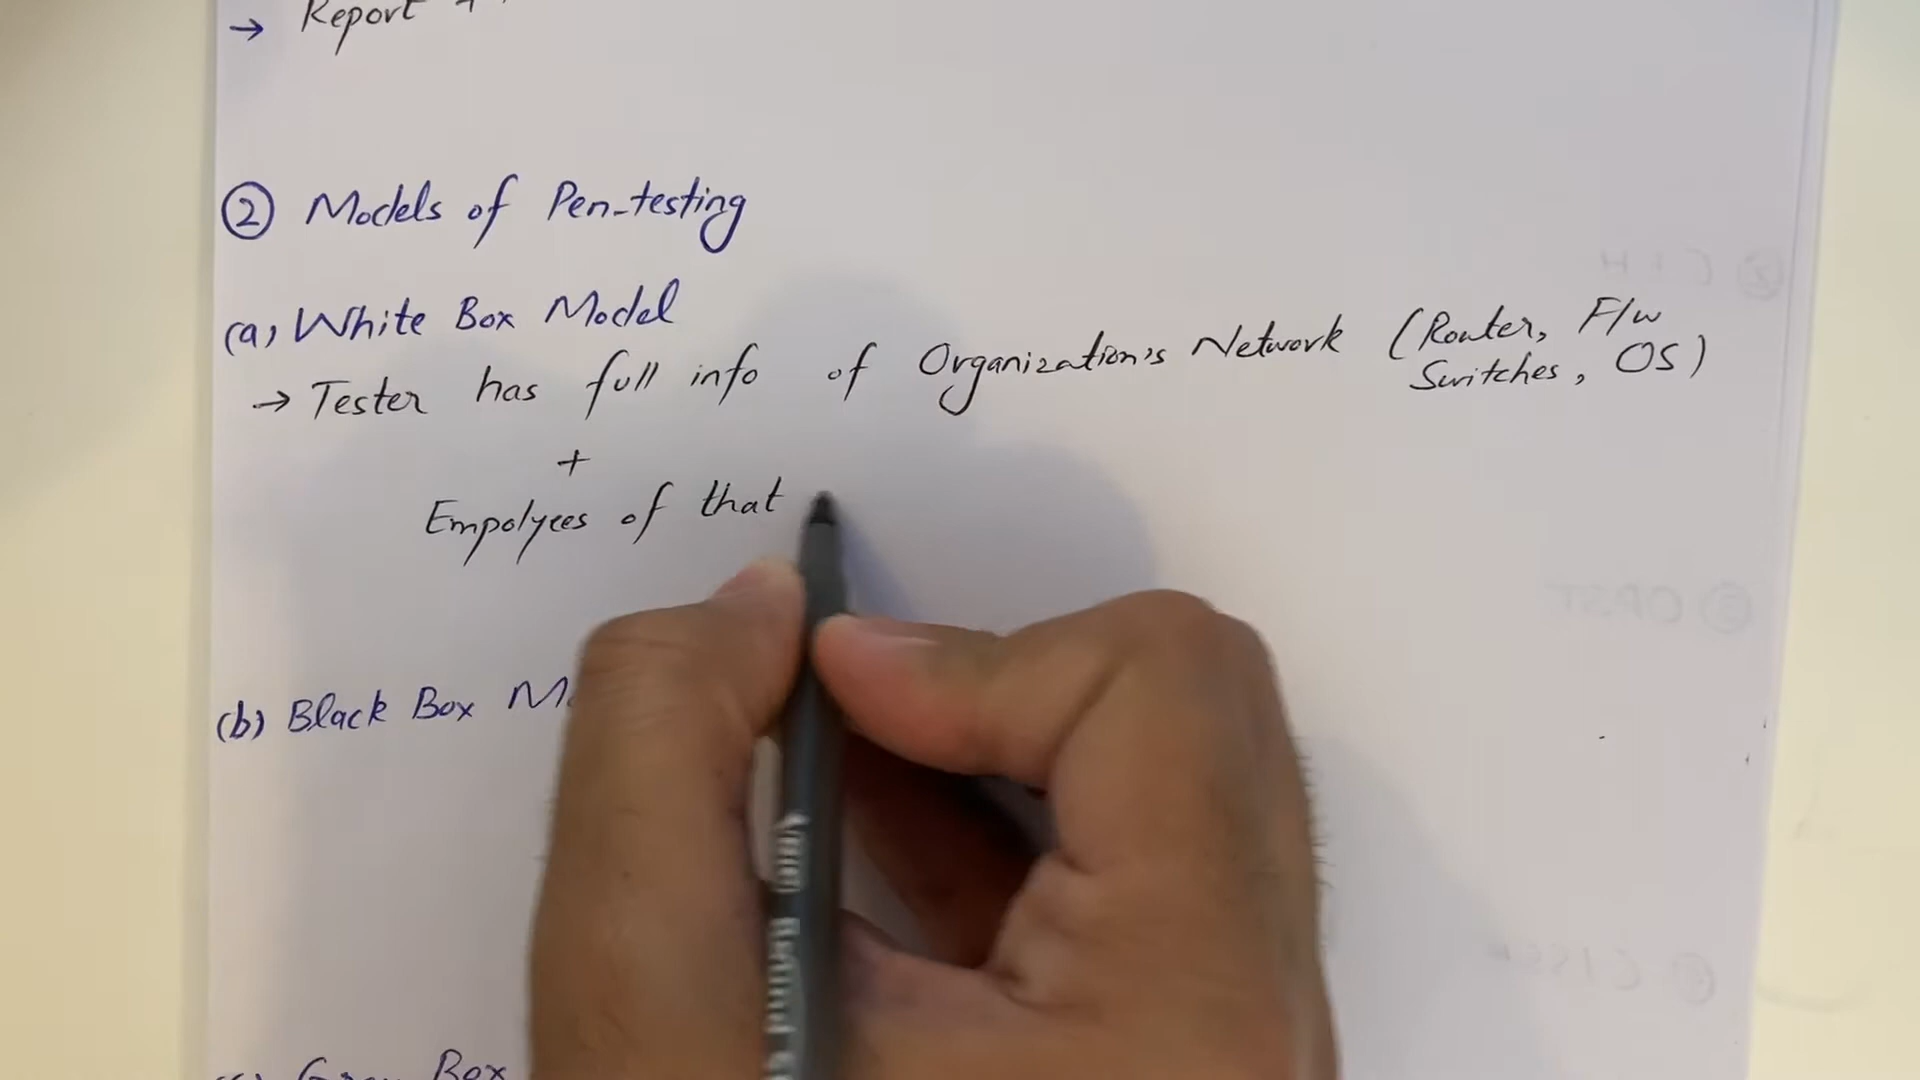 → Report
② Models of Pen-testing
(a) White Box Model
→ Tester has full info of Organization's Network (Router, F/w
Switches, OS)
+
Empolyees of that
(b) Black Box
Box